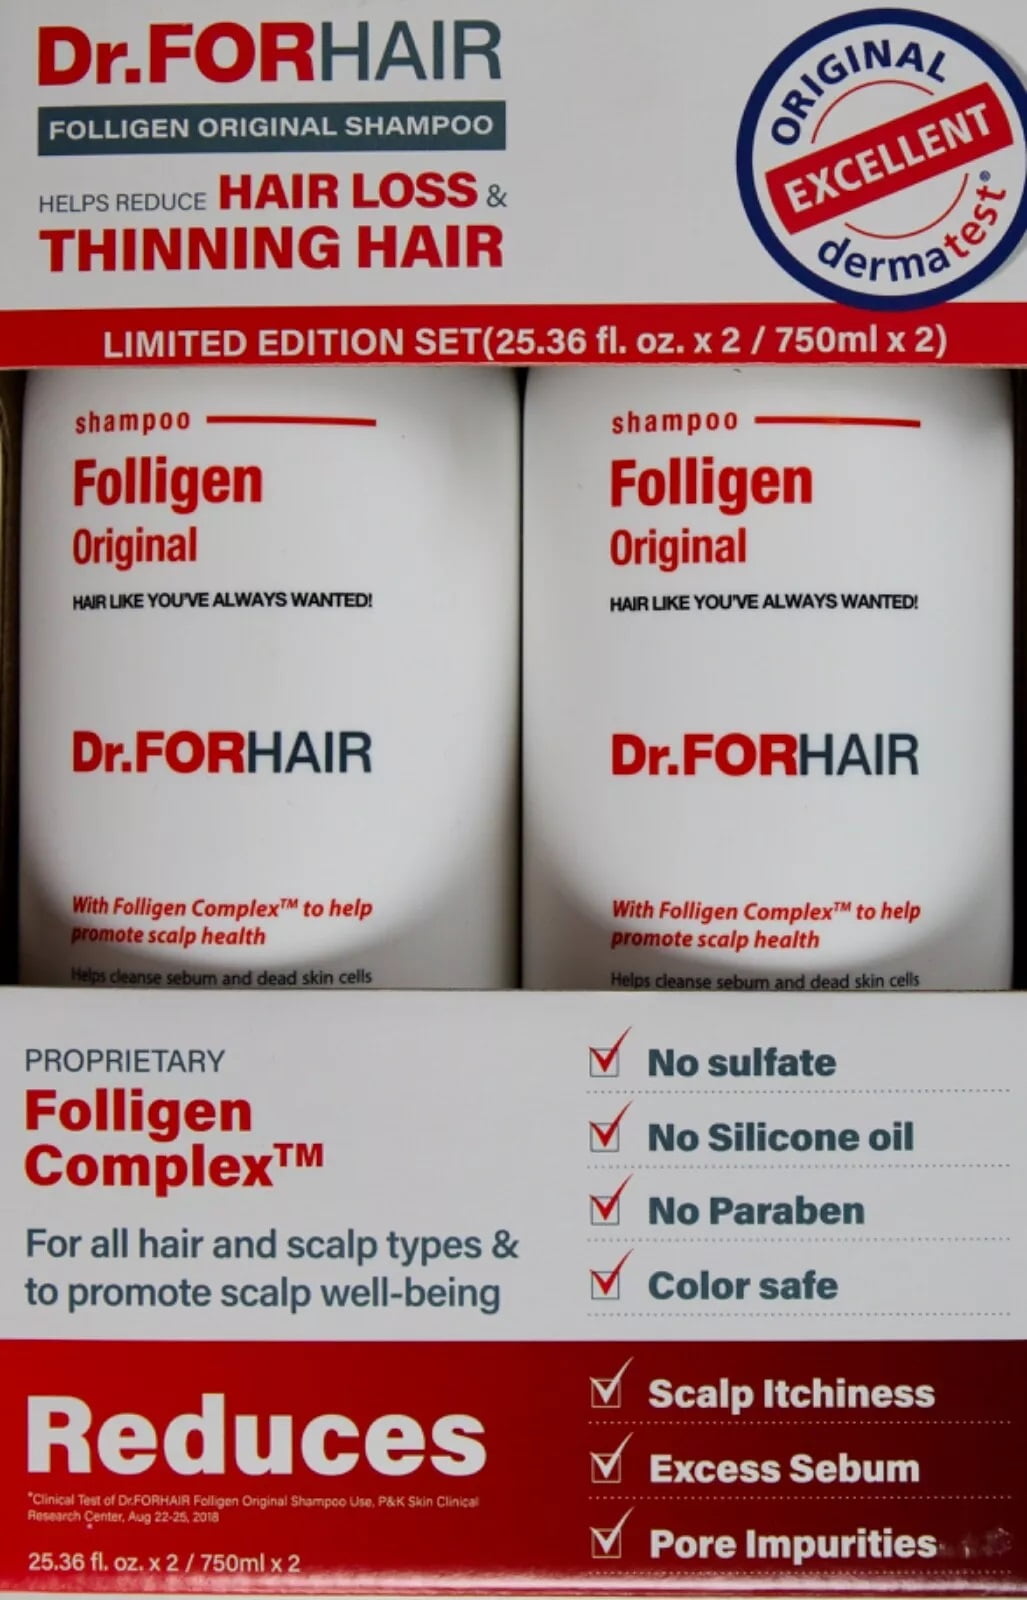 Dr.FORHAIR
FOLLIGEN ORIGINAL SHAMPOO
HELPS REDUCE HAIR LOSS &
THINNING HAIR
ORIGINAL
EXCELLENT
dermatest®
LIMITED EDITION SET(25.36 fl. oz. x 2 / 750ml x 2)
shampoo
Folligen
Original
HAIR LIKE YOU'VE ALWAYS WANTED!
Dr.FORHAIR
With Folligen Complex™ to help
promote scalp health
Helps cleanse sebum and dead skin cells
shampoo
Folligen
Original
HAIR LIKE YOU'VE ALWAYS WANTED!
Dr.FORHAIR
With Folligen Complex™ to help
promote scalp health
Helps cleanse sebum and dead skin cells
PROPRIETARY
Folligen
Complex™
For all hair and scalp types &
to promote scalp well-being
No sulfate
No Silicone oil
No Paraben
Color safe
Reduces
*Clinical Test of Dr.FORHAIR Folligen Original Shampoo Use, P&K Skin Clinical
Research Center, Aug 22-25, 2018
25.36 fl. oz. x 2 / 750ml x 2
Scalp Itchiness
Excess Sebum
Pore Impurities